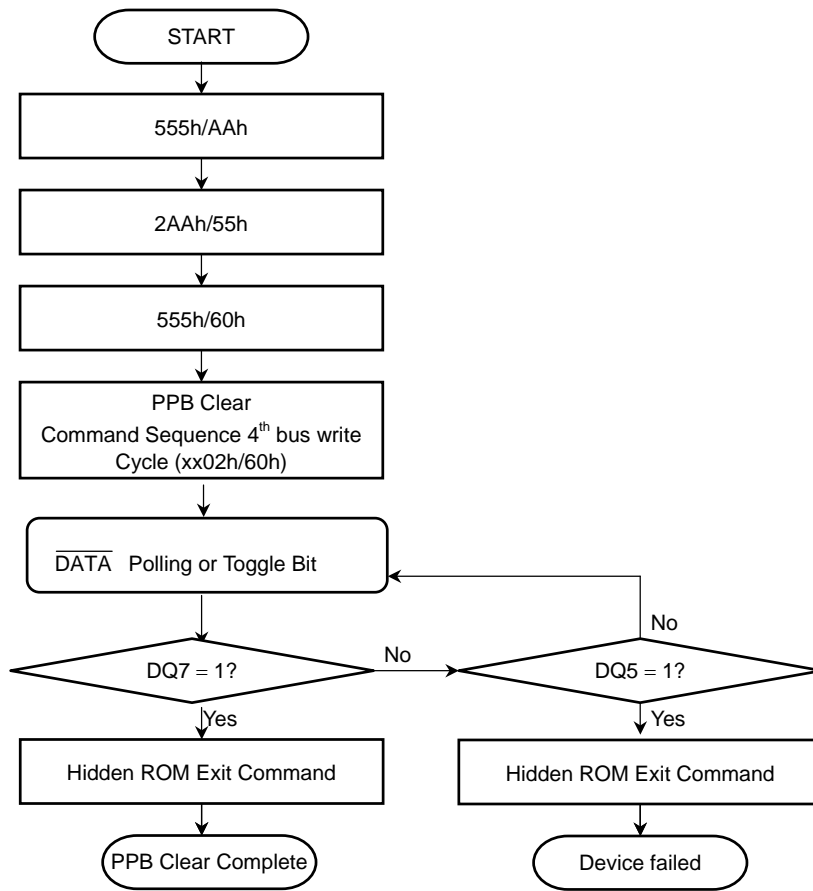 START
555h/AAh
2AAh/55h
555h/60h
PPB Clear
Command Sequence 4th bus write
Cycle (xx02h/60h)
DATA Polling or Toggle Bit
No
DQ7 = 1?
No
DQ5 = 1?
Yes
Yes
Hidden ROM Exit Command
Hidden ROM Exit Command
PPB Clear Complete
Device failed